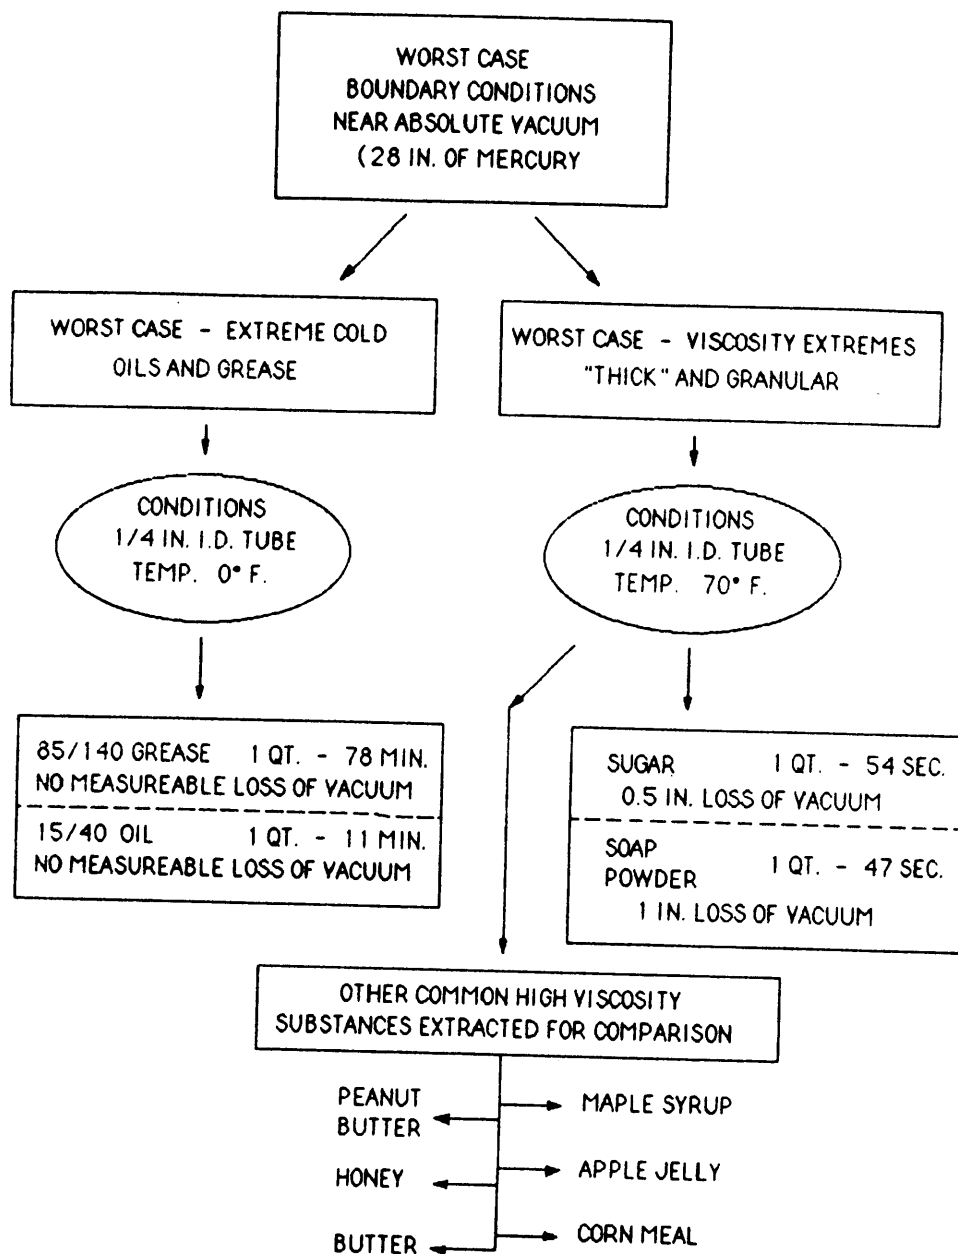 WORST CASE
BOUNDARY CONDITIONS
NEAR ABSOLUTE VACUUM
(28 IN. OF MERCURY
WORST CASE - EXTREME COLD
OILS AND GREASE
WORST CASE - VISCOSITY EXTREMES
"THICK" AND GRANULAR
CONDITIONS
1/4 IN. I.D. TUBE
TEMP. 0° F.
CONDITIONS
1/4 IN. I.D. TUBE
TEMP. 70° F.
85/140 GREASE 1 QT. - 78 MIN.
NO MEASUREABLE LOSS OF VACUUM
15/40 OIL 1 QT. - 11 MIN.
NO MEASUREABLE LOSS OF VACUUM
SUGAR 1 QT. - 54 SEC.
0.5 IN. LOSS OF VACUUM
SOAP
POWDER 1 QT. - 47 SEC.
1 IN. LOSS OF VACUUM
OTHER COMMON HIGH VISCOSITY
SUBSTANCES EXTRACTED FOR COMPARISON
PEANUT
BUTTER
MAPLE SYRUP
HONEY
APPLE JELLY
BUTTER
CORN MEAL